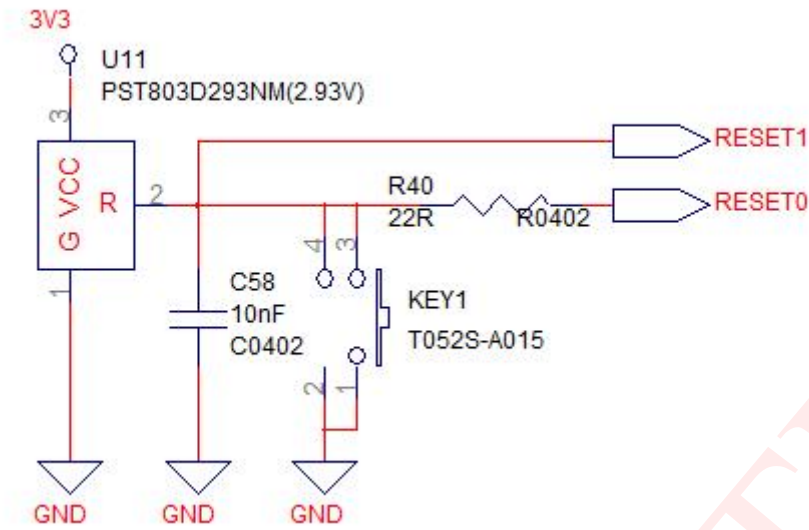 3V3
U11
PST803D293NM(2.93V)
3
VCC
G
R
2
1
RESET1
R40
22R
R0402
RESET0
4
3
C58
10nF
C0402
KEY1
T052S-A015
2
1
GND
GND
GND